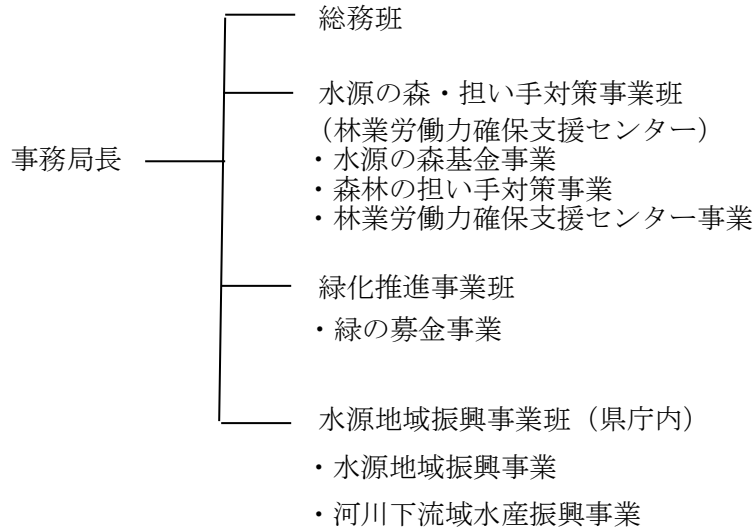 総務班
水源の森・担い手対策事業班
（林業労働力確保支援センター）
事務局長
・水源の森基金事業
・森林の担い手対策事業
・林業労働力確保支援センター事業
緑化推進事業班
・緑の募金事業
水源地域振興事業班（県庁内）
・水源地域振興事業
・河川下流域水産振興事業